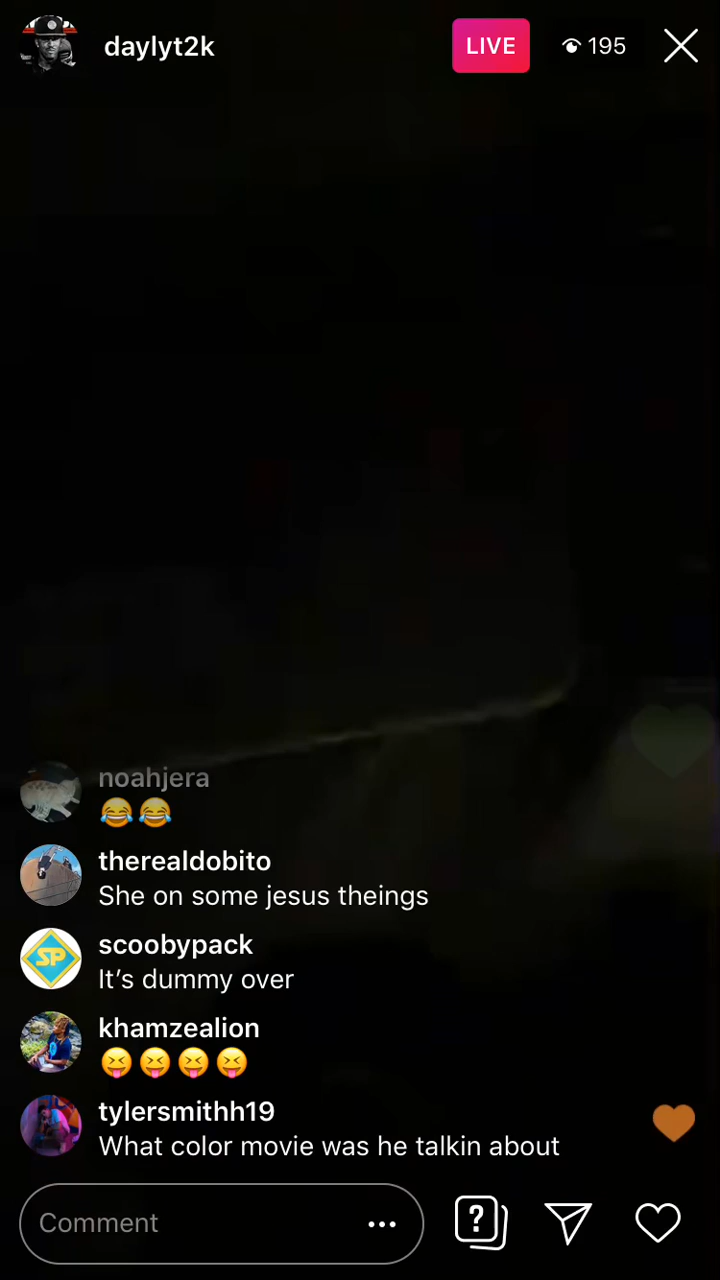 daylyt2k
LIVE
195
noahjera
😂😂
therealdobito
She on some jesus theings
SP
scoobypack
It’s dummy over
khamzealion
😝😝😝😝
tylersmithh19
What color movie was he talkin about
Comment
?